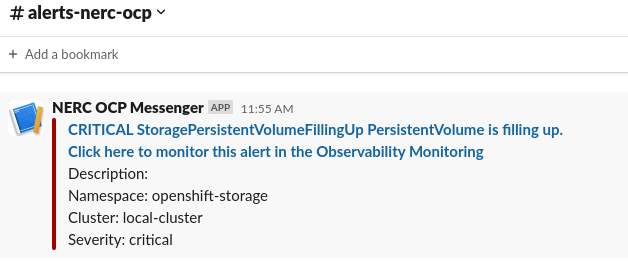 # alerts-nerc-ocp
+ Add a bookmark
NERC OCP Messenger APP 11:55 AM
CRITICAL StoragePersistentVolumeFillingUp PersistentVolume is filling up.
Click here to monitor this alert in the Observability Monitoring
Description:
Namespace: openshift-storage
Cluster: local-cluster
Severity: critical